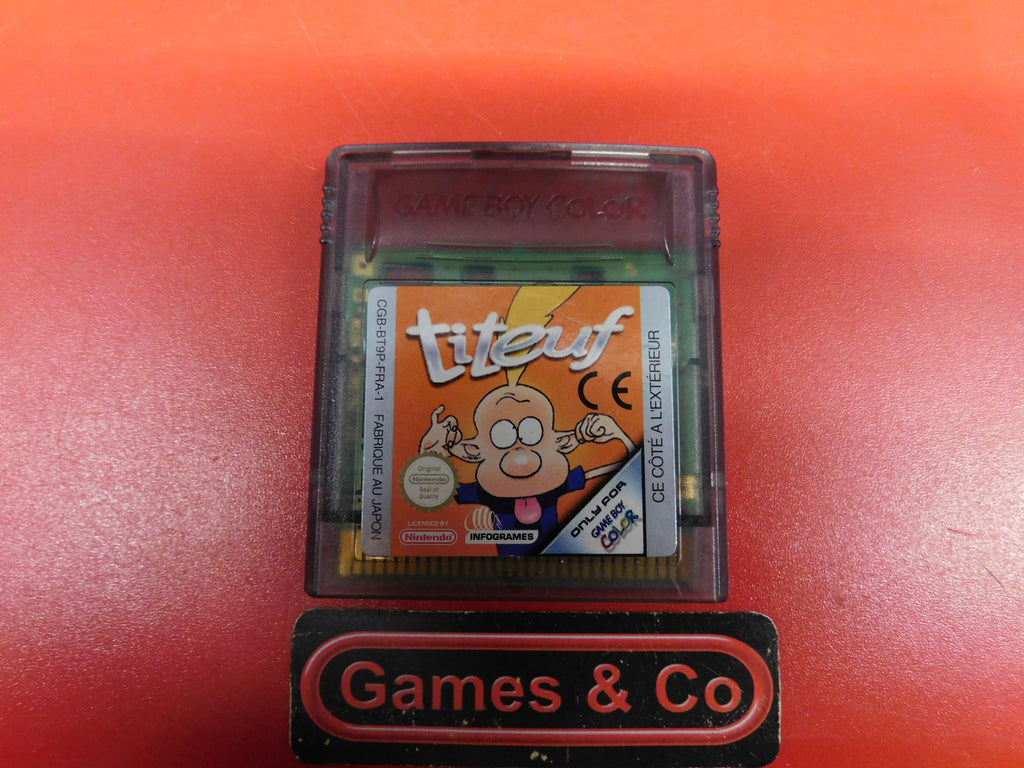 GAME BOY COLOR
CGB-BT9P-FRA-1 FABRIQUE AU JAPON
titeuf
CE
CE CÔTÉ A L'EXTÉRIEUR
Original
Nintendo
Seal of
Quality
LICENSED BY
Nintendo
INFOGRAMES
ONLY FOR
GAME BOY
COLOR
Games & Co